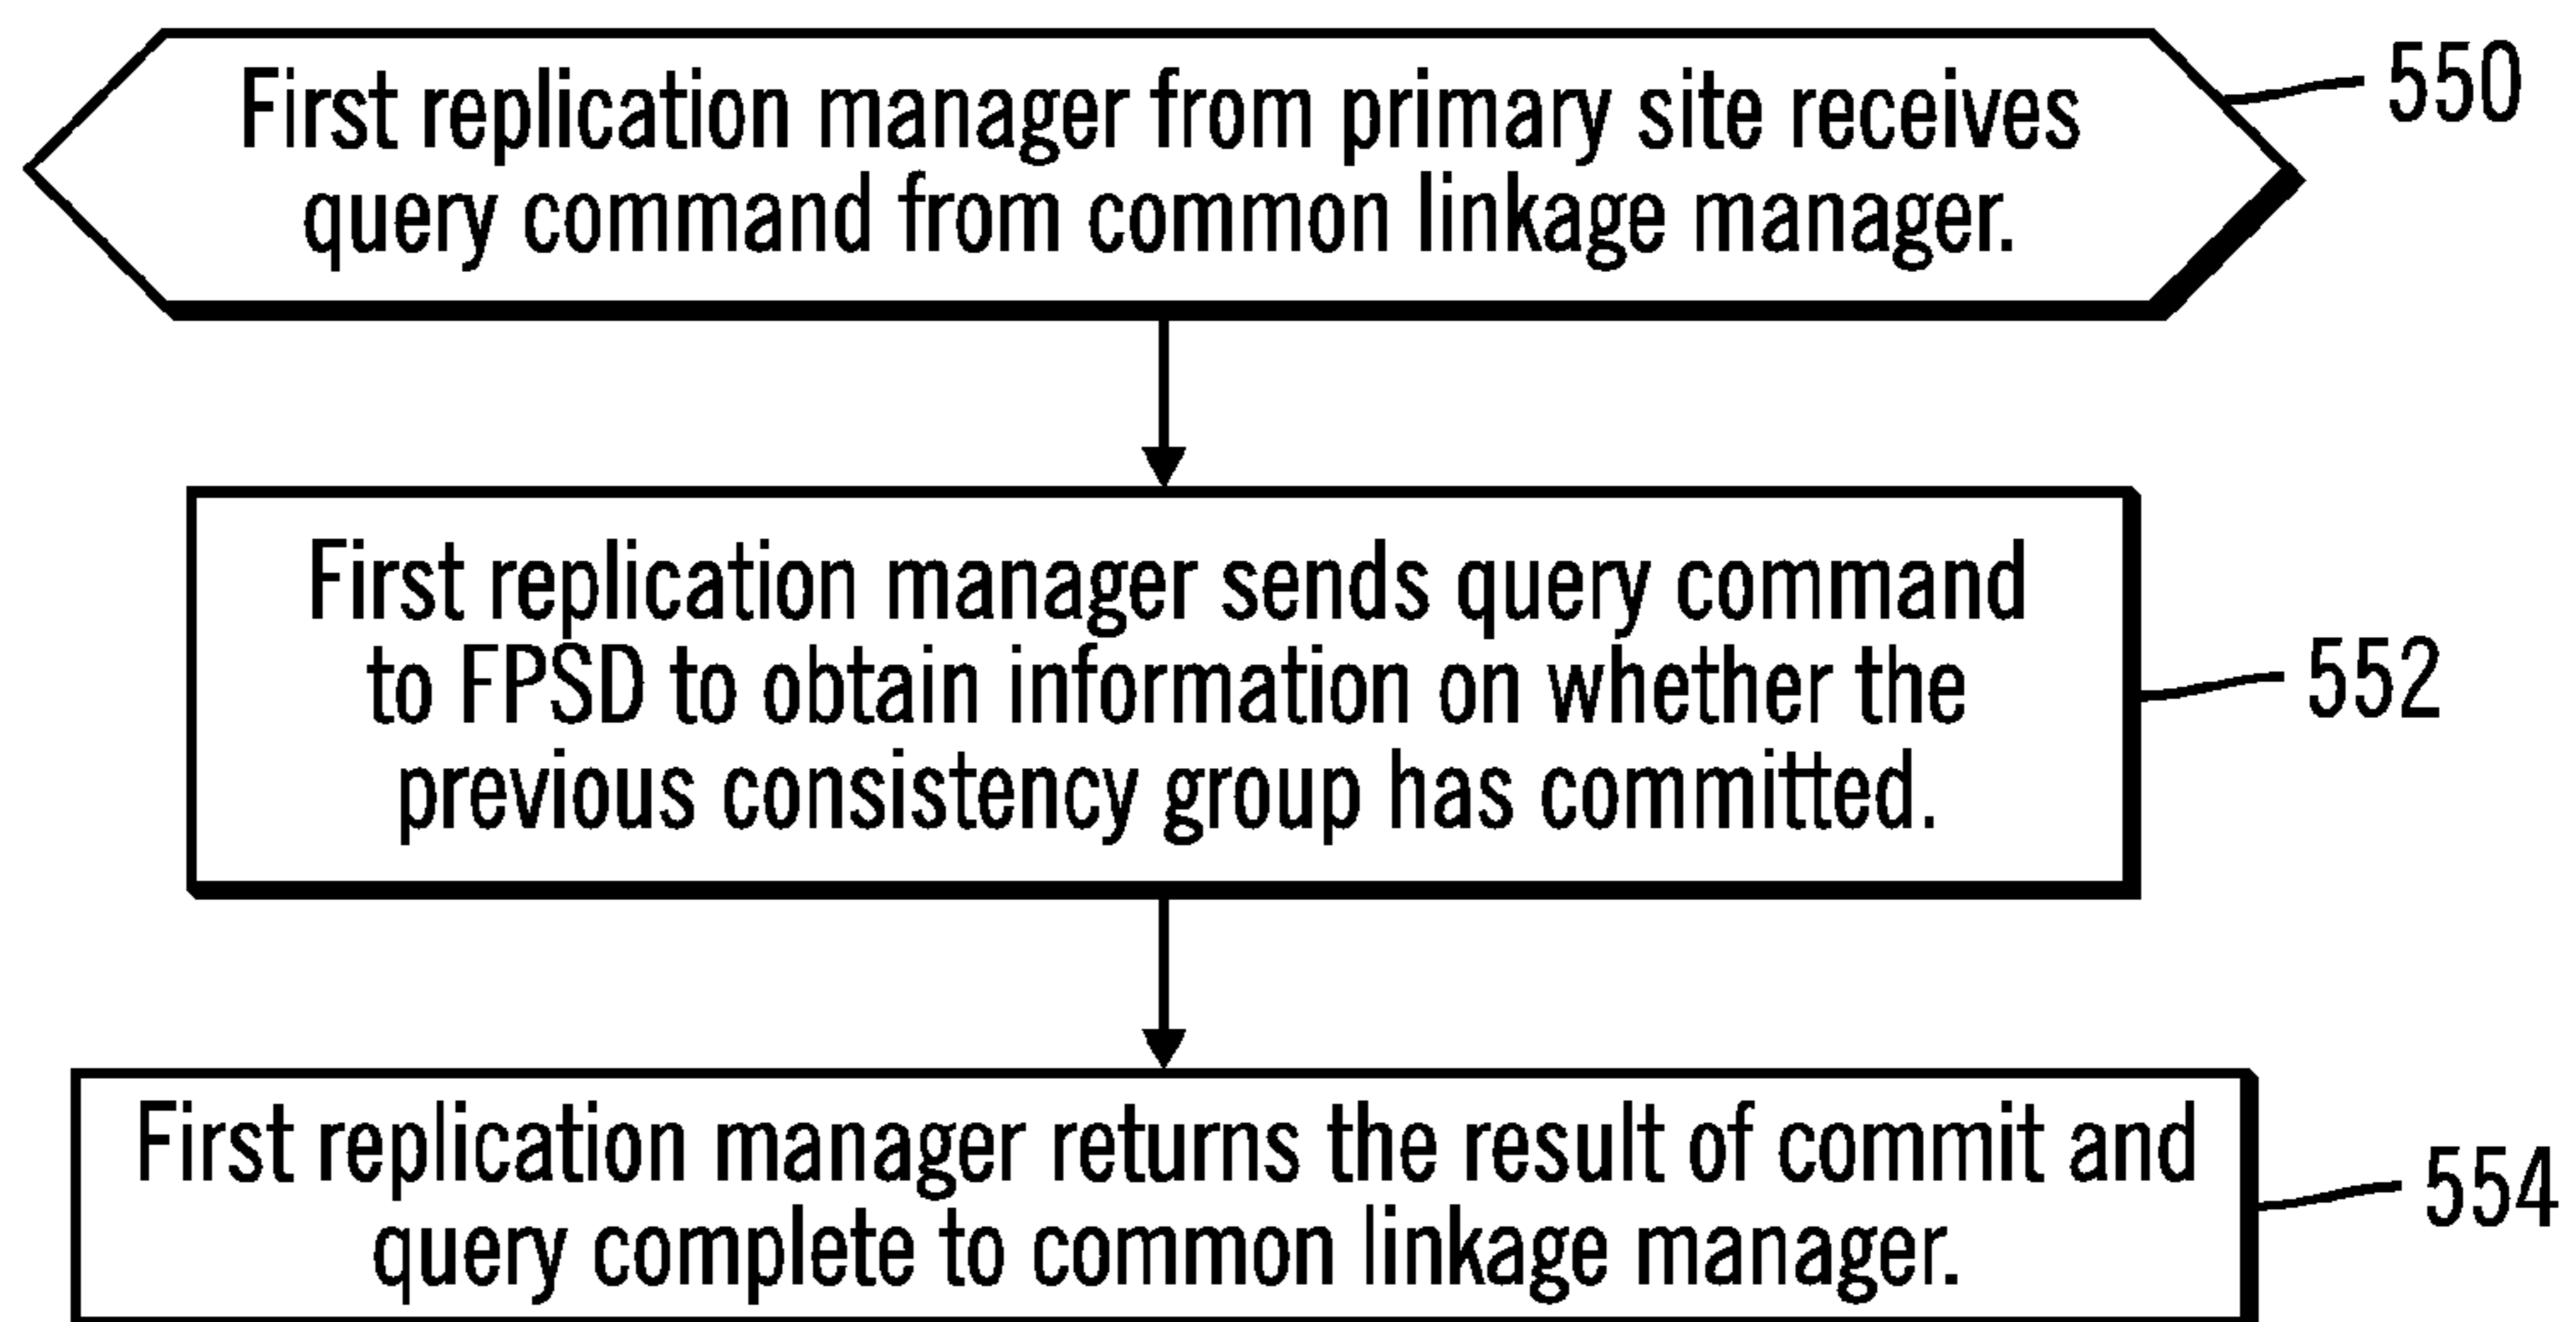 First replication manager from primary site receives
query command from common linkage manager.
550
First replication manager sends query command
to FPSD to obtain information on whether the
previous consistency group has committed.
552
First replication manager returns the result of commit and
query complete to common linkage manager.
554